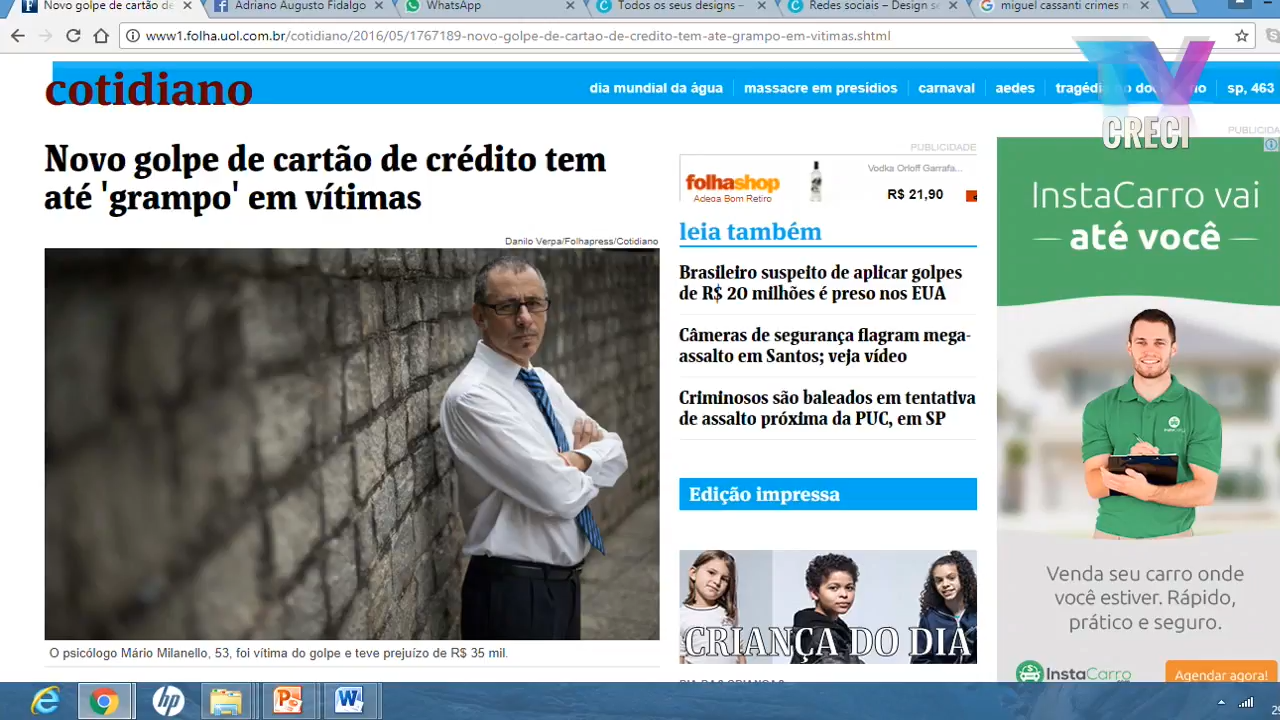 Novo golpe de cartão de
Adriano Augusto Fidalgo
WhatsApp
Todos os seus designs –
Redes sociais – Design se
miguel cassanti crimes n
www1.folha.uol.com.br/cotidiano/2016/05/1767189-novo-golpe-de-cartao-de-credito-tem-ate-grampo-em-vitimas.shtml
cotidiano
dia mundial da água
massacre em presídios
carnaval
aedes
sp, 463
TV
CRECI
Novo golpe de cartão de crédito tem
até 'grampo' em vítimas
Danilo Verpa/Folhapress/Cotidiano
O psicólogo Mário Milanello, 53, foi vítima do golpe e teve prejuízo de R$ 35 mil.
PUBLICIDADE
folhashop
Adega Bom Retiro
Vodka Orloff Garrafa...
R$ 21,90
leia também
Brasileiro suspeito de aplicar golpes
de R$ 20 milhões é preso nos EUA
Câmeras de segurança flagram mega-
assalto em Santos; veja vídeo
Criminosos são baleados em tentativa
de assalto próxima da PUC, em SP
Edição impressa
CRIANÇA DO DIA
PUBLICIDA
InstaCarro vai
até você
Venda seu carro onde
você estiver. Rápido,
prático e seguro.
InstaCarro
Agendar agora!
hp